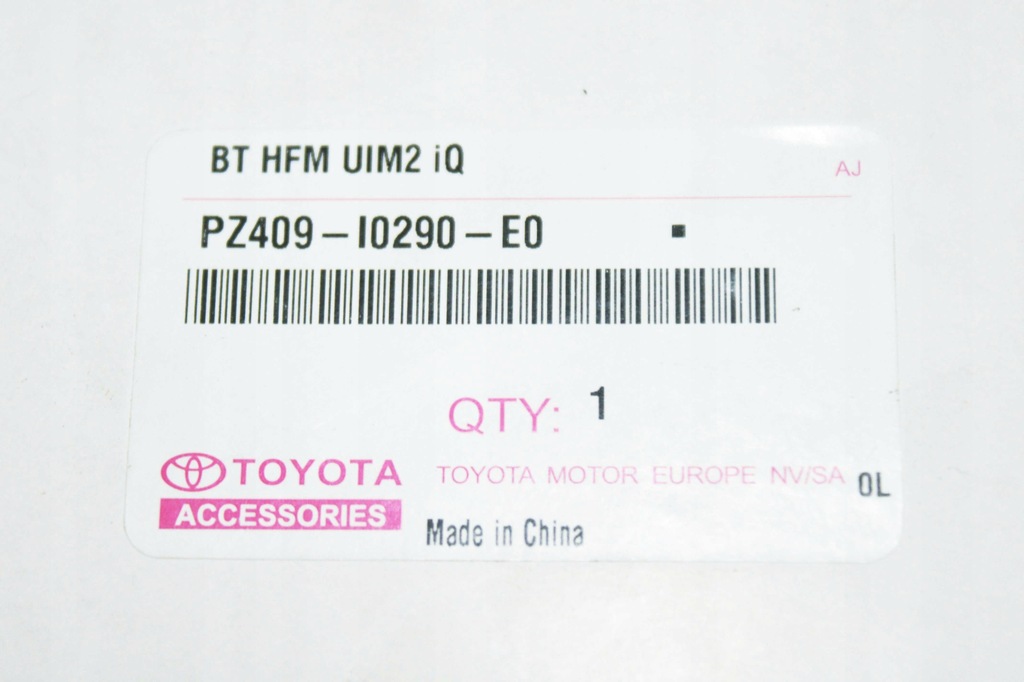 BT HFM UIM2 iQ
AJ
PZ409-I0290-E0
QTY: 1
TOYOTA
ACCESSORIES
TOYOTA MOTOR EUROPE NV/SA 0L
Made in China